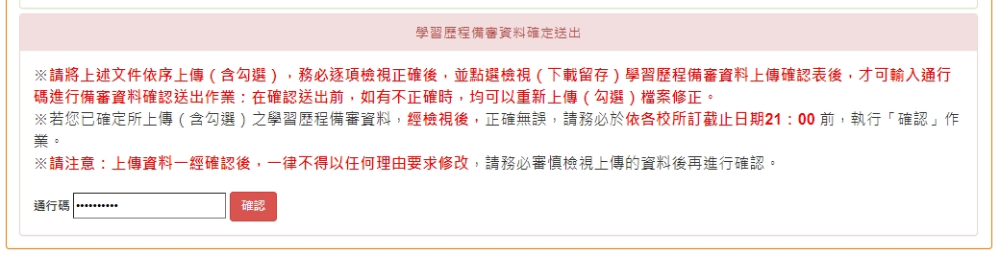 學習歷程備審資料確定送出
※請將上述文件依序上傳（含勾選），務必逐項檢視正確後，並點選檢視（下載留存）學習歷程備審資料上傳確認表後，才可輸入通行
碼進行備審資料確認送出作業；在確認送出前，如有不正確時，均可以重新上傳（勾選）檔案修正。
※若您已確定所上傳（含勾選）之學習歷程備審資料，經檢視後，正確無誤，請務必於依各校所訂截止日期21：00 前，執行「確認」作
業。
※請注意：上傳資料一經確認後，一律不得以任何理由要求修改，請務必審慎檢視上傳的資料後再進行確認。
通行碼 •••••••••• 確認